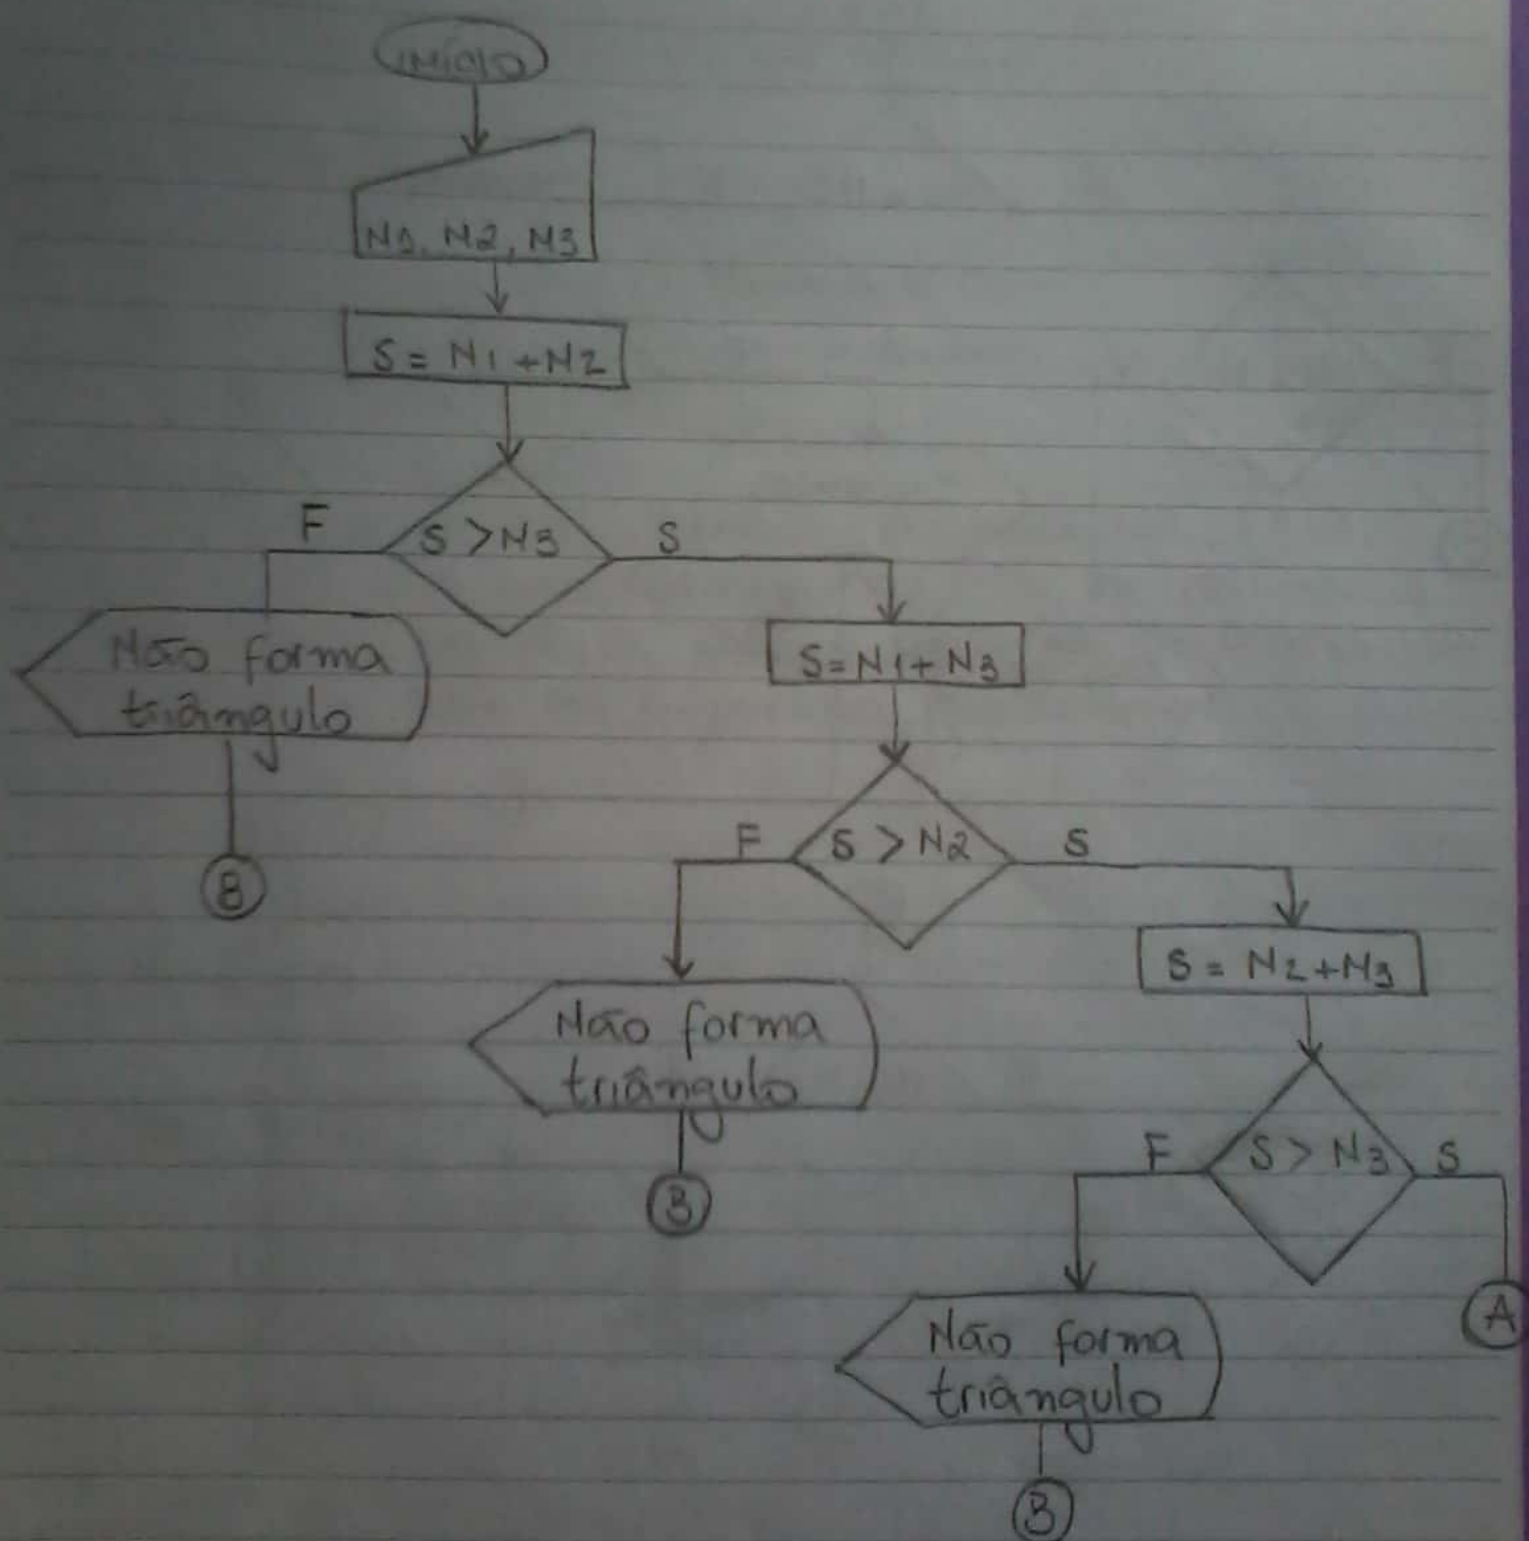 INÍCIO
N1, N2, N3
S = N1 + N2
F
S > N3
S
Não forma
triângulo
B
S = N1 + N3
F
S > N2
S
Não forma
triângulo
B
S = N2 + N3
F
S > N3
S
A
Não forma
triângulo
B